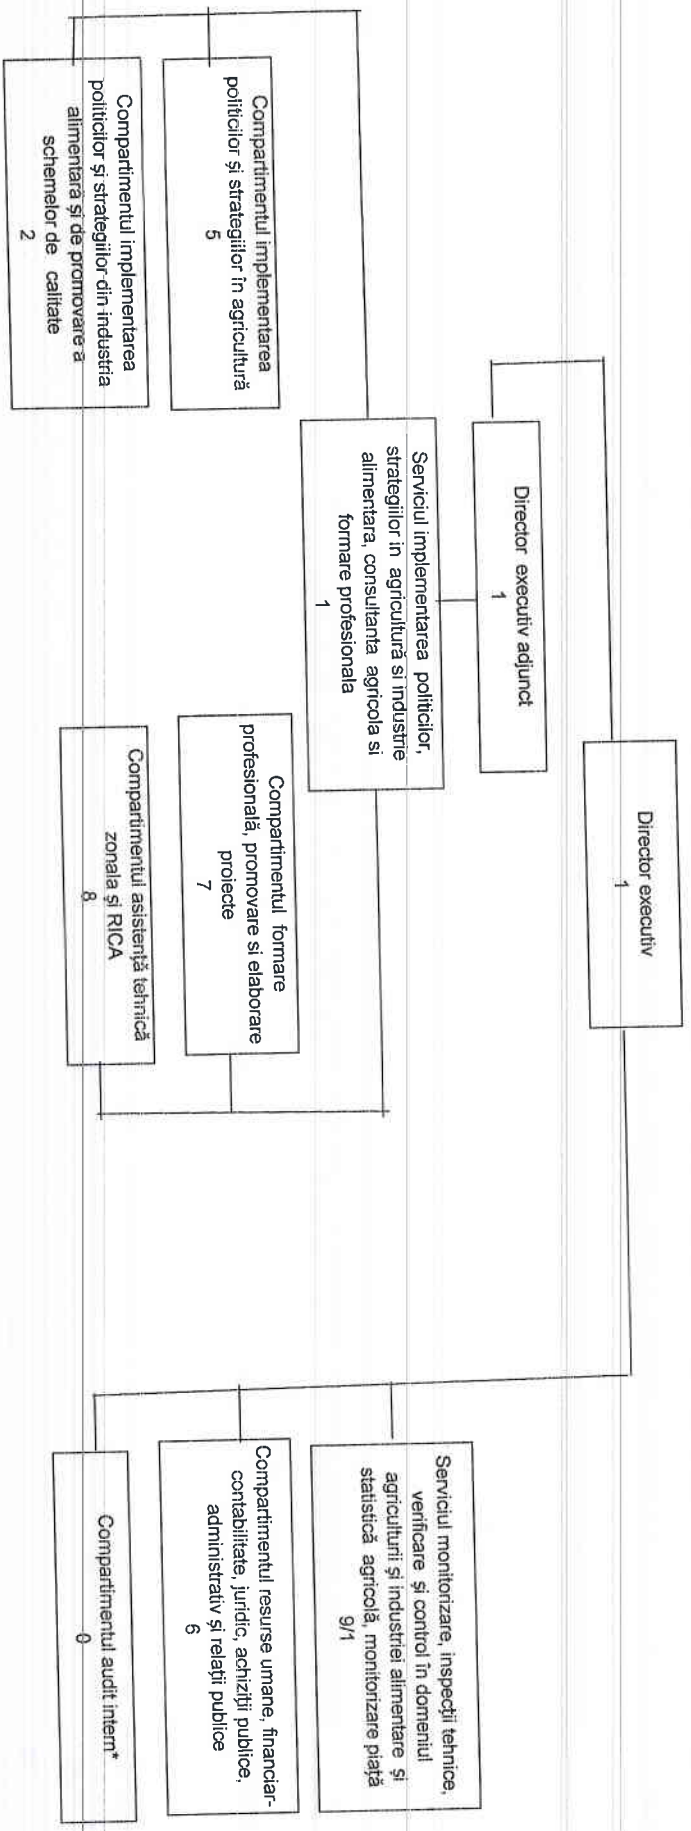 Director executiv
1
Director executiv adjunct
1
Serviciul implementarea politicilor,
strategiilor in agricultură si industrie
alimentara, consultanta agricola si
formare profesionala
1
Compartimentul implementarea
politicilor şi strategiilor în agricultură
5
Compartimentul implementarea
politicilor şi strategiilor din industria
alimentară şi de promovare a
schemelor de calitate
2
Compartimentul formare
profesională, promovare si elaborare
proiecte
7
Compartimentul asistenţă tehnică
zonala şi RICA
8
Serviciul monitorizare, inspecţii tehnice,
verificare şi control în domeniul
agriculturii şi industriei alimentare şi
statistică agricolă, monitorizare piaţă
9/1
Compartimentul resurse umane, financiar-
contabilitate, juridic, achiziţii publice,
administrativ şi relaţii publice
6
Compartimentul audit intern*
0